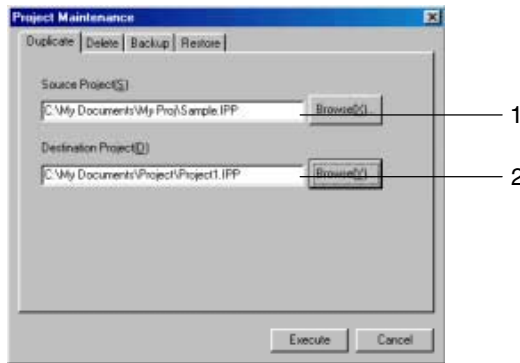 Project Maintenance
Duplicate Delete Backup Restore
Source Project(S)
C:\My Documents\My Proj\Sample.IPP Browse(X)... 1
Destination Project(D)
C:\My Documents\Project\Project1.IPP Browse(Y)... 2
Execute Cancel